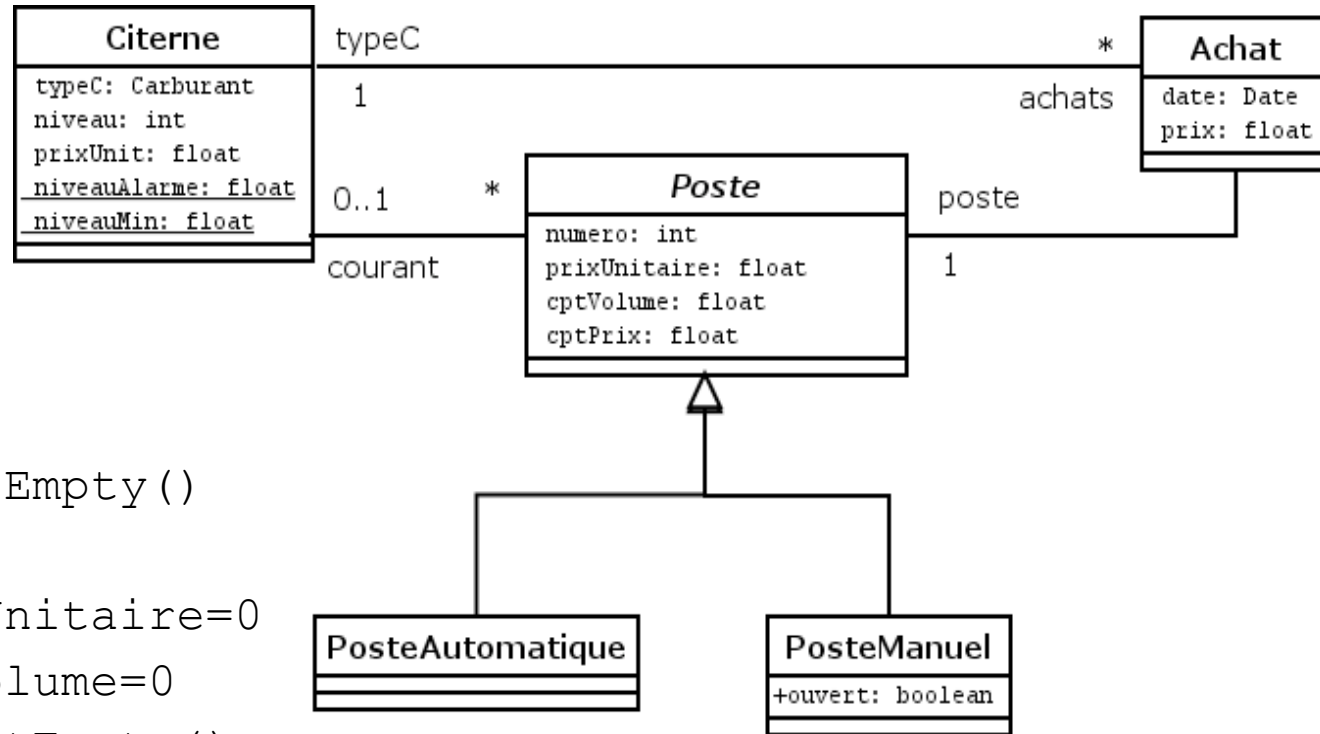 Citerne
typeC: Carburant
niveau: int
prixUnit: float
niveauAlarme: float
niveauMin: float
typeC
1
*
achats
Achat
date: Date
prix: float
0..1
*
courant
Poste
numero: int
prixUnitaire: float
cptVolume: float
cptPrix: float
poste
1
Empty()
nitaire=0
lume=0
PosteAutomatique
PosteManuel
+ouvert: boolean